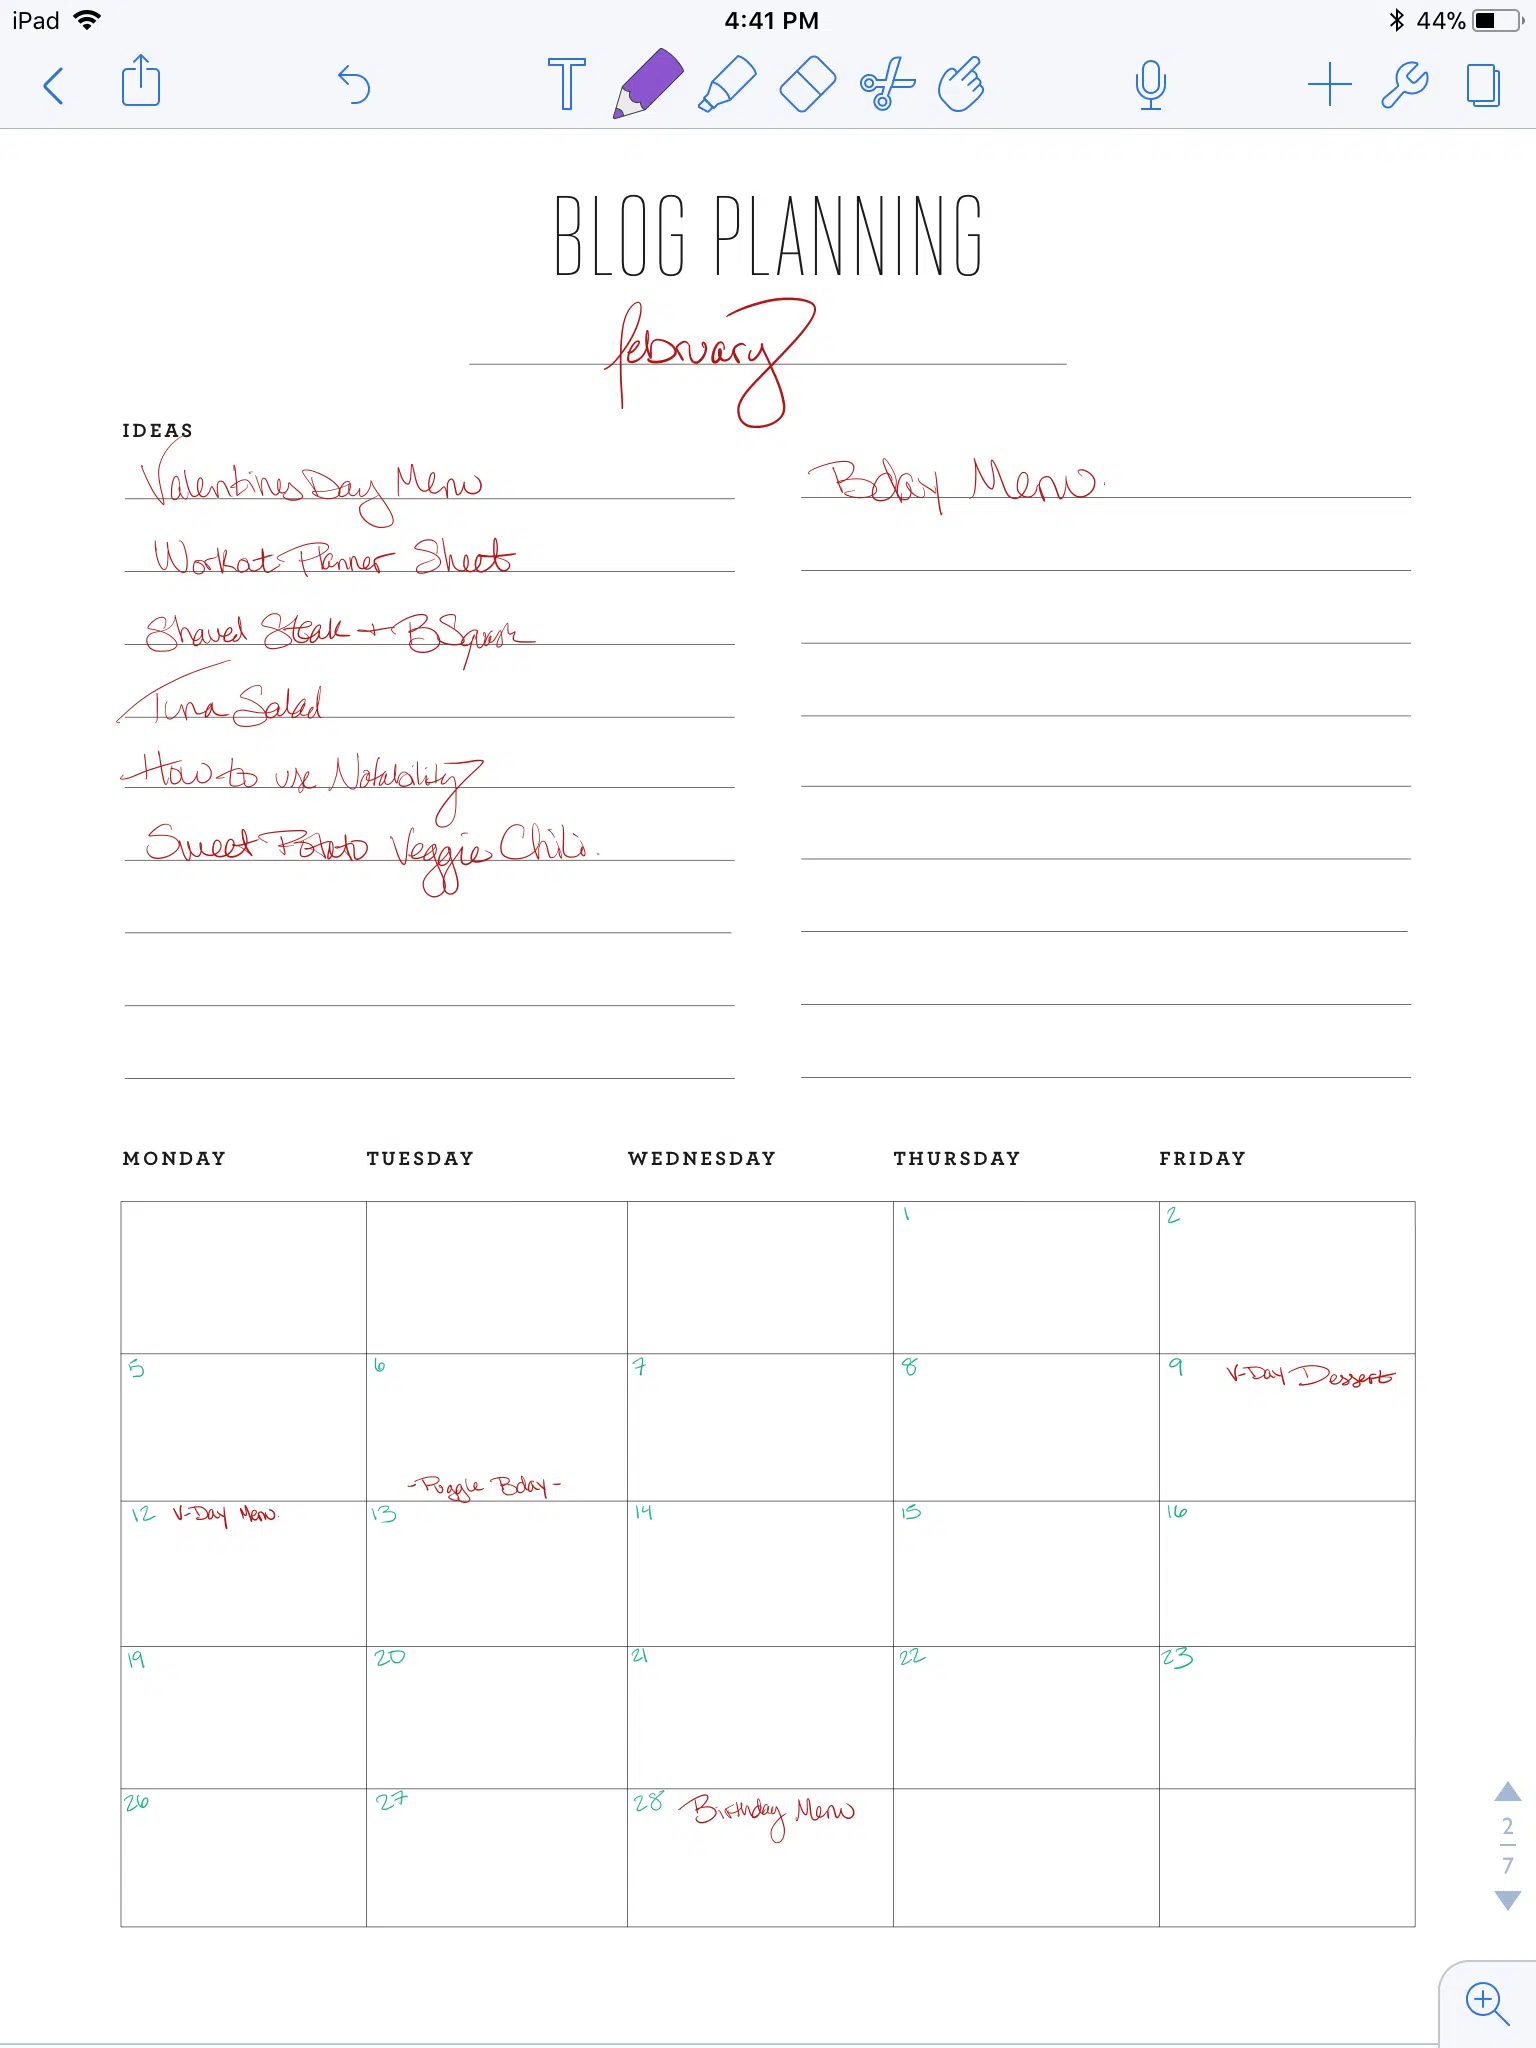 iPad 4:41 PM 44%
BLOG PLANNING
february
IDEAS
Valentines Day Menu
Bday Menu.
Workout Planner Sheet
Shaved Steak + B Squash
Tuna Salad
How to use Notability
Sweet Potato Veggie Chili.
MONDAY TUESDAY WEDNESDAY THURSDAY FRIDAY
1 2
5 6 7 8 9 V-Day Dessert
-Puggle Bday-
12 V-Day Menu. 13 14 15 16
19 20 21 22 23
26 27 28 Birthday Menu
2
7